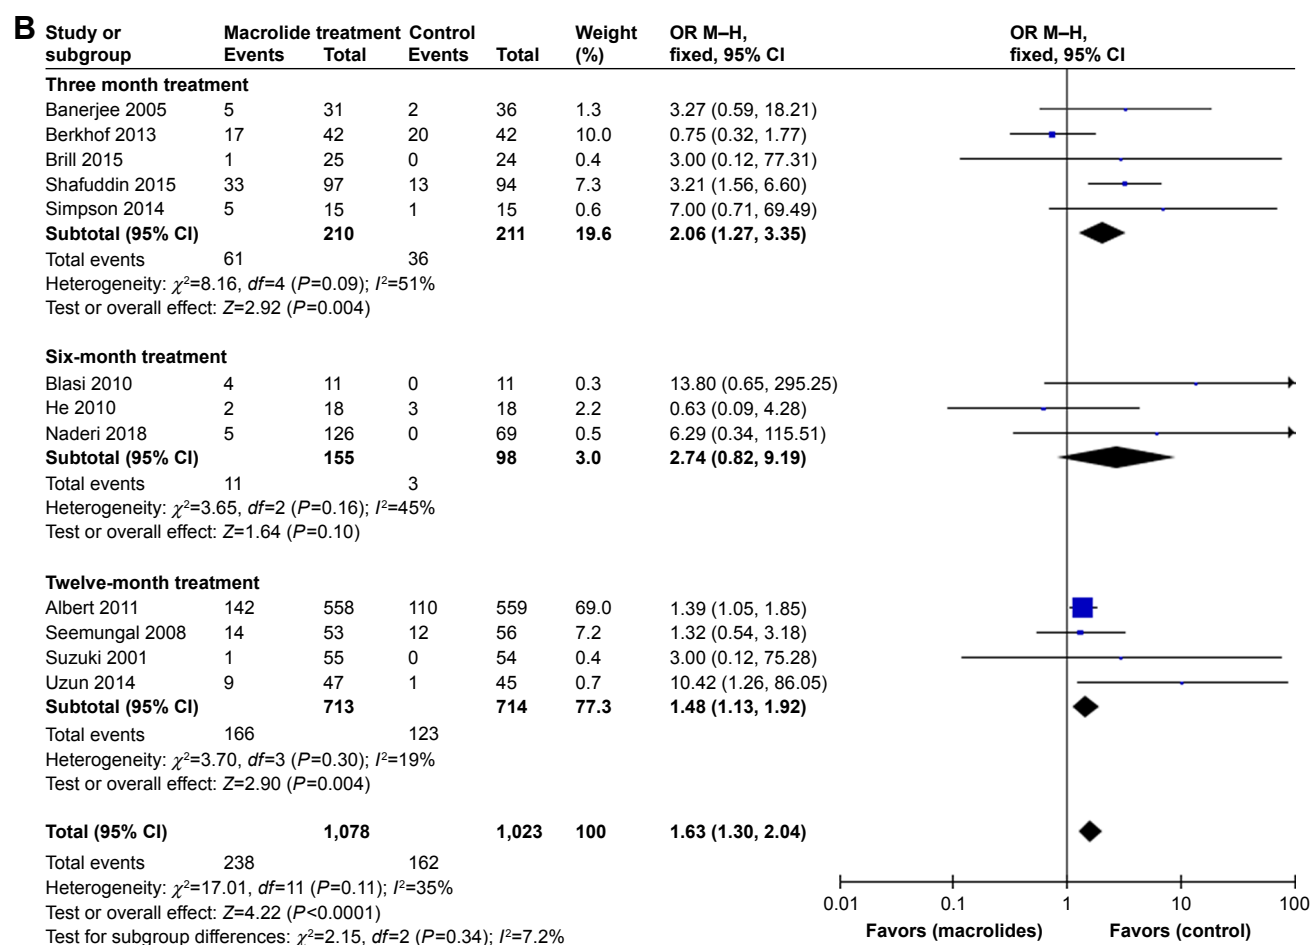 B
Study or subgroup Macrolide treatment Events Total Control Events Total Weight (%) OR M–H, fixed, 95% CI OR M–H, fixed, 95% CI
Three month treatment
Banerjee 2005 5 31 2 36 1.3 3.27 (0.59, 18.21)
Berkhof 2013 17 42 20 42 10.0 0.75 (0.32, 1.77)
Brill 2015 1 25 0 24 0.4 3.00 (0.12, 77.31)
Shafuddin 2015 33 97 13 94 7.3 3.21 (1.56, 6.60)
Simpson 2014 5 15 1 15 0.6 7.00 (0.71, 69.49)
Subtotal (95% CI) 210 211 19.6 2.06 (1.27, 3.35)
Total events 61 36
Heterogeneity: χ²=8.16, df=4 (P=0.09); I²=51%
Test or overall effect: Z=2.92 (P=0.004)
Six-month treatment
Blasi 2010 4 11 0 11 0.3 13.80 (0.65, 295.25)
He 2010 2 18 3 18 2.2 0.63 (0.09, 4.28)
Naderi 2018 5 126 0 69 0.5 6.29 (0.34, 115.51)
Subtotal (95% CI) 155 98 3.0 2.74 (0.82, 9.19)
Total events 11 3
Heterogeneity: χ²=3.65, df=2 (P=0.16); I²=45%
Test or overall effect: Z=1.64 (P=0.10)
Twelve-month treatment
Albert 2011 142 558 110 559 69.0 1.39 (1.05, 1.85)
Seemungal 2008 14 53 12 56 7.2 1.32 (0.54, 3.18)
Suzuki 2001 1 55 0 54 0.4 3.00 (0.12, 75.28)
Uzun 2014 9 47 1 45 0.7 10.42 (1.26, 86.05)
Subtotal (95% CI) 713 714 77.3 1.48 (1.13, 1.92)
Total events 166 123
Heterogeneity: χ²=3.70, df=3 (P=0.30); I²=19%
Test or overall effect: Z=2.90 (P=0.004)
Total (95% CI) 1,078 1,023 100 1.63 (1.30, 2.04)
Total events 238 162
Heterogeneity: χ²=17.01, df=11 (P=0.11); I²=35%
Test or overall effect: Z=4.22 (P<0.0001)
Test for subgroup differences: χ²=2.15, df=2 (P=0.34); I²=7.2%
0.01 0.1 1 10 100
Favors (macrolides) Favors (control)